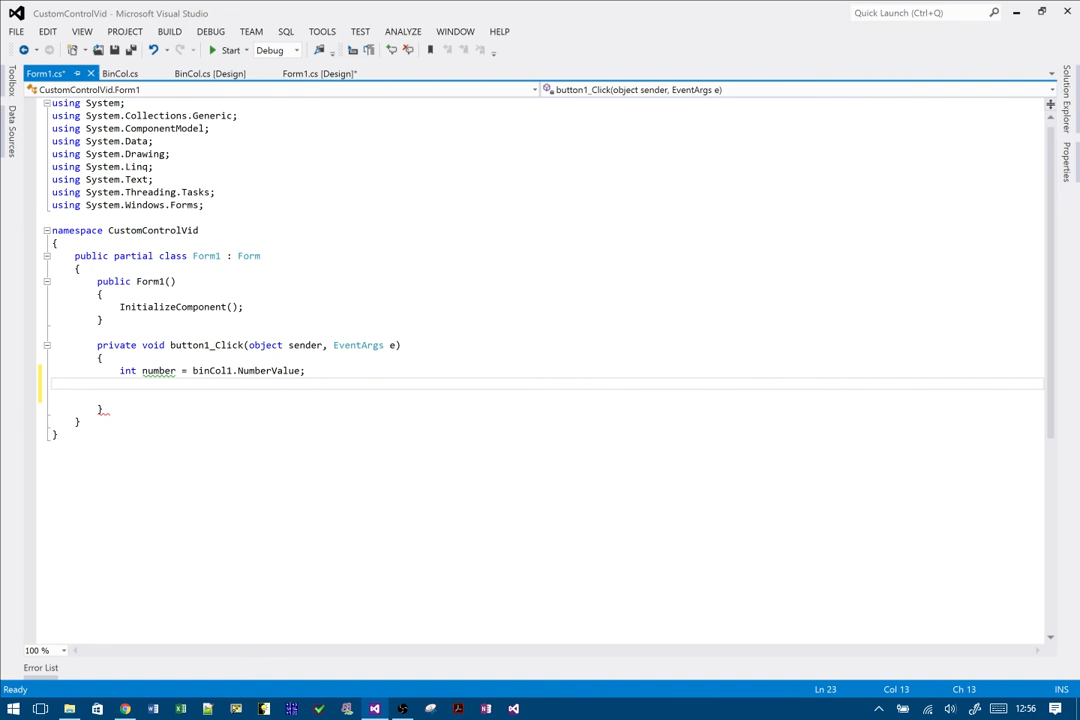 CustomControlVid - Microsoft Visual Studio
Quick Launch (Ctrl+Q)
FILE EDIT VIEW PROJECT BUILD DEBUG TEAM SQL TOOLS TEST ANALYZE WINDOW HELP
Start Debug
Form1.cs* BinCol.cs BinCol.cs [Design] Form1.cs [Design]*
CustomControlVid.Form1 button1_Click(object sender, EventArgs e)
Toolbox
Data Sources
Solution Explorer
Properties
using System;
using System.Collections.Generic;
using System.ComponentModel;
using System.Data;
using System.Drawing;
using System.Linq;
using System.Text;
using System.Threading.Tasks;
using System.Windows.Forms;
namespace CustomControlVid
{
public partial class Form1 : Form
{
public Form1()
{
InitializeComponent();
}
private void button1_Click(object sender, EventArgs e)
{
int number = binCol1.NumberValue;
}
}
}
100 %
Error List
Ready Ln 23 Col 13 Ch 13 INS
12:56